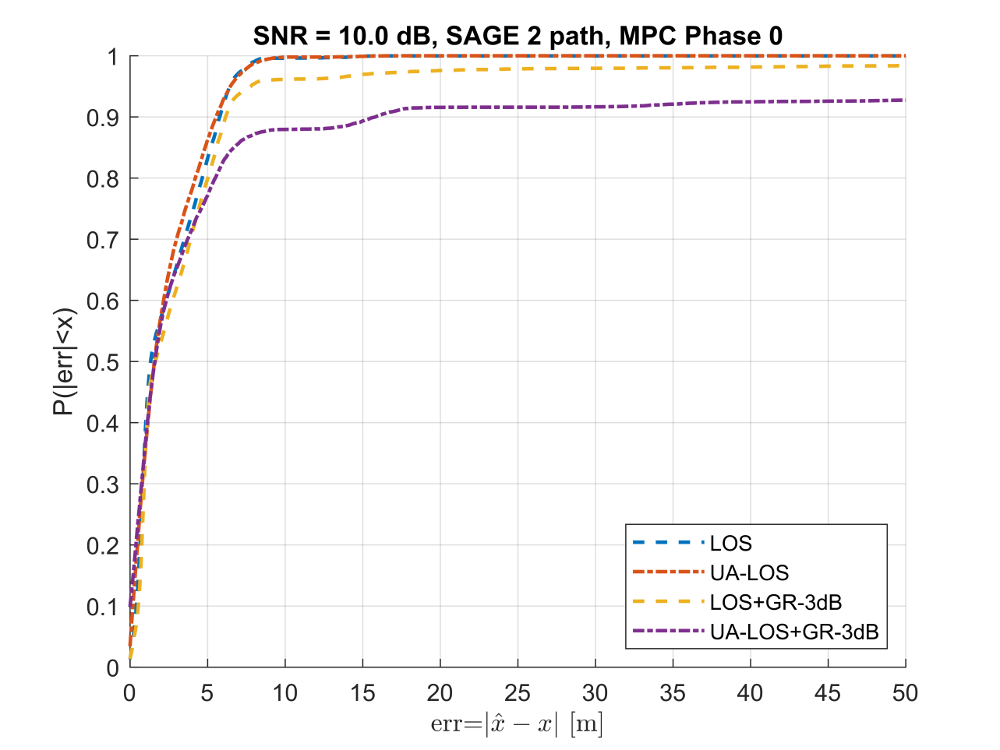 SNR = 10.0 dB, SAGE 2 path, MPC Phase 0
P(|err|<x)
1
0.9
0.8
0.7
0.6
0.5
0.4
0.3
0.2
0.1
0
LOS
UA-LOS
LOS+GR-3dB
UA-LOS+GR-3dB
0 5 10 15 20 25 30 35 40 45 50
err=|x̂ − x| [m]